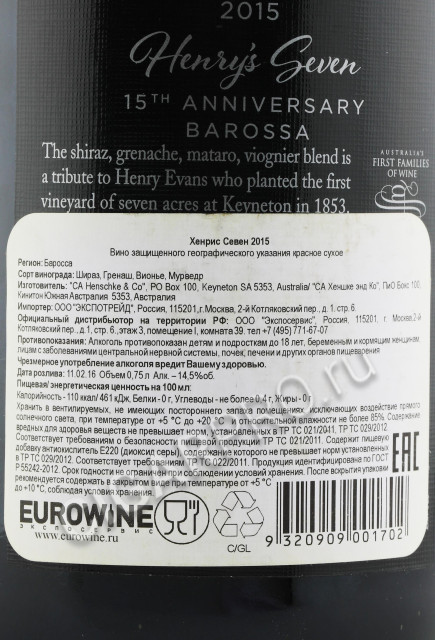 2015
Henry's Seven
15TH ANNIVERSARY
BAROSSA
The shiraz, grenache, mataro, viognier blend is
a tribute to Henry Evans who planted the first
vineyard of seven acres at Keyneton in 1853.
AUSTRALIA'S
FIRST FAMILIES
OF WINE
Хенрис Севен 2015
Вино защищенного географического указания красное сухое
Регион: Баросса
Сорт винограда: Шираз, Гренаш, Вионье, Мурведр
Изготовитель: "CA Henschke & Co", PO BOX 100, Keyneton SA 5353, Australia/ "СА Хеншке энд Ко", ПиО Бокс 100,
Кинитон Южная Австралия 5353, Австралия
Импортер: ООО "ЭКСПОТРЕЙД", Россия, 115201, г.Москва, 2-й Котляковский пер., д.1, стр. 6.
Официальный дистрибьютор на территории РФ: ООО "Экспосервис", Россия, 115201, г. Москва, 2-й
Котляковский пер., д.1, стр. 6, этаж 3, помещение I, комната 39, тел +7 (495) 771-67-07
Противопоказания: Алкоголь противопоказан детям и подросткам до 18 лет, беременным и кормящим женщинам,
лицам с заболеваниями центральной нервной системы, почек, печени и других органов пищеварения
Чрезмерное употребление алкоголя вредит Вашему здоровью.
Дата розлива: 11.02.16 Объем 0,75л Алк.– 14,5%об.
Пищевая/ энергетическая ценность на 100 мл:
Калорийность - 110 ккал/ 461 кДж, Белки - 0 г, Углеводы - не более 0,4 г, Жиры - 0 г
Хранить в вентилируемых, не имеющих постороннего запаха помещениях, исключающих воздействие прямого
солнечного света, при температуре от +5 °C до +20 °C и относительной влажности не более 85%. Содержание
вредных для здоровья веществ не превышает норм, установленных в ТР ТС 021/2011, ТР ТС 029/2012.
Соответствует требованиям о безопасности ТР ТС 021/2011. Содержит пищевую
добавку антиокислитель E220 (диоксид серы), содержание которого не превышает норм установленных
в ТР ТС 029/2012. Соответствует требованиям ТР ТС 022/2011. Продукция идентифицирована по ГОСТ
Р 55242-2012. Срок годности не ограничен при соблюдении условий хранения. После вскрытия упаковки
рекомендуется хранить в закрытом виде при температуре от +5 °C
до +10 °C, соблюдая условия хранения.
EAC
EUROWINE
экспосервис
www.eurowine.ru
C/GL
9 320909 001702